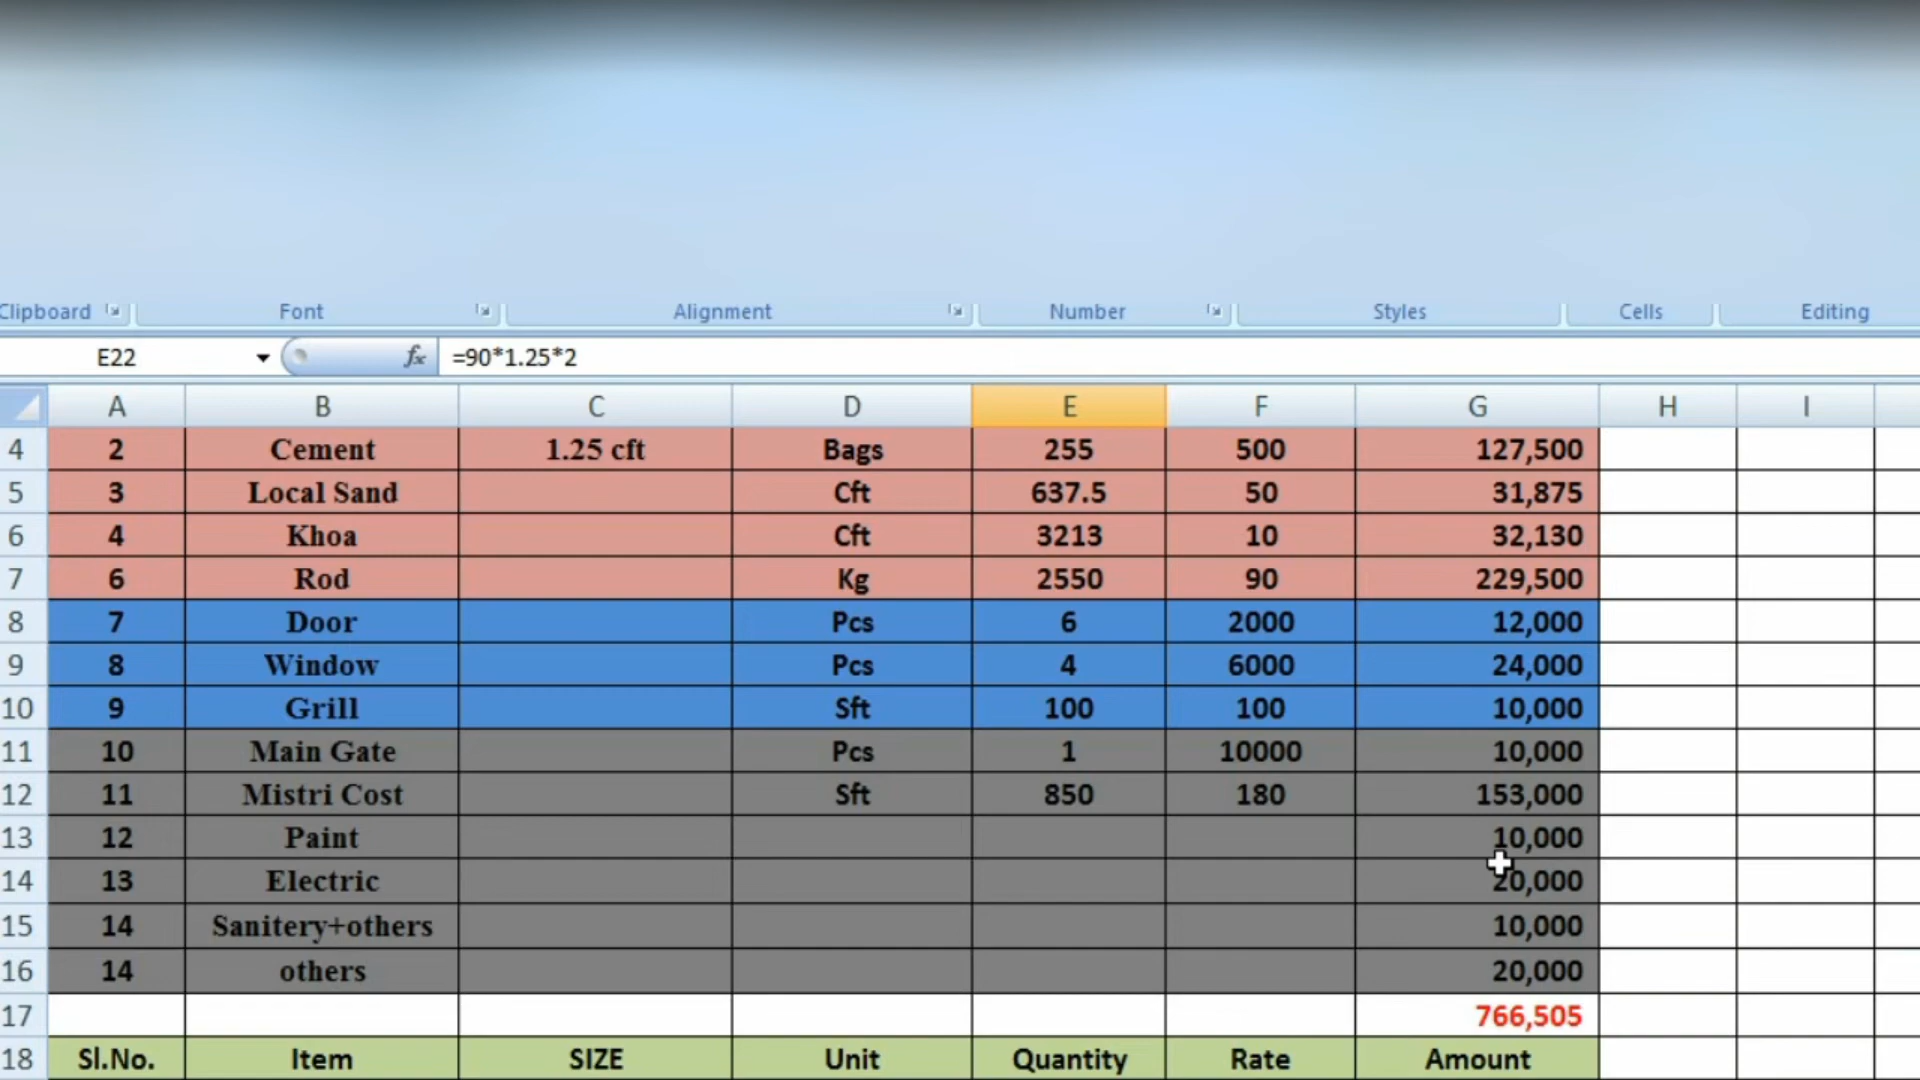 Clipboard Font Alignment Number Styles Cells Editing
E22 fx =90*1.25*2
A B C D E F G H I
4 2 Cement 1.25 cft Bags 255 500 127,500
5 3 Local Sand Cft 637.5 50 31,875
6 4 Khoa Cft 3213 10 32,130
7 6 Rod Kg 2550 90 229,500
8 7 Door Pcs 6 2000 12,000
9 8 Window Pcs 4 6000 24,000
10 9 Grill Sft 100 100 10,000
11 10 Main Gate Pcs 1 10000 10,000
12 11 Mistri Cost Sft 850 180 153,000
13 12 Paint 10,000
14 13 Electric 20,000
15 14 Sanitery+others 10,000
16 14 others 20,000
17 766,505
18 Sl.No. Item SIZE Unit Quantity Rate Amount